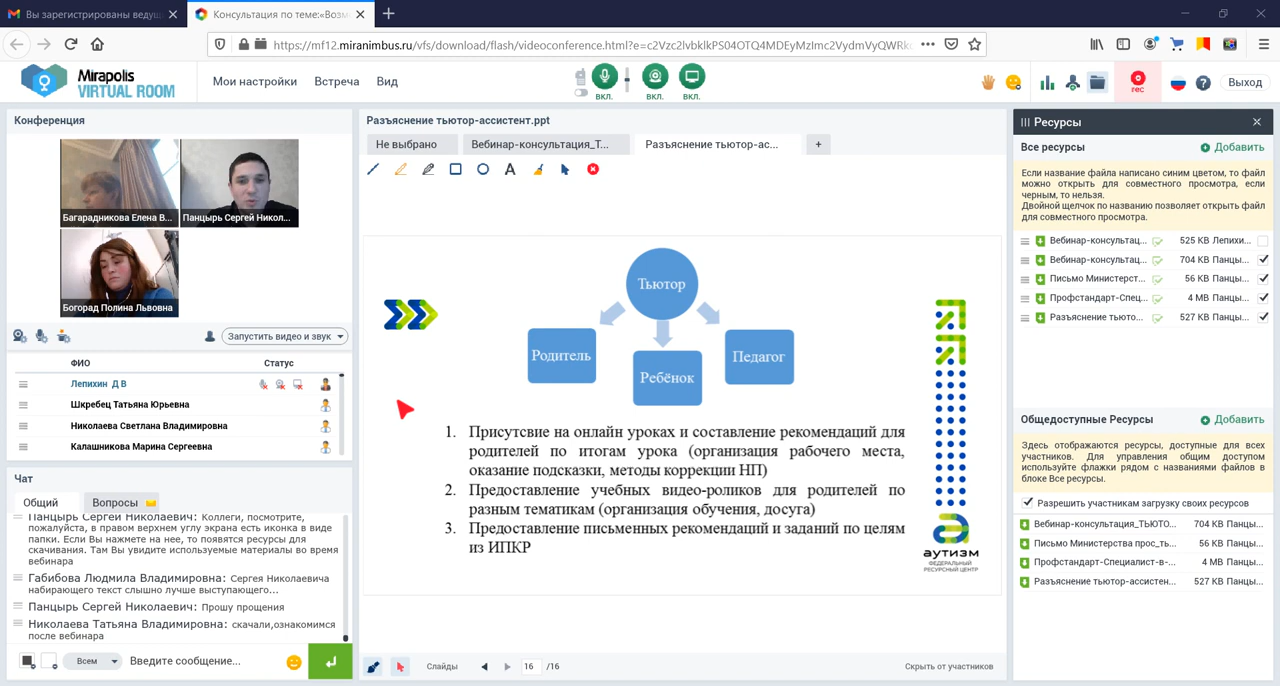 Вы зарегистрированы ведущ
Консультация по теме:«Возм
https://mf12.miranimbus.ru/vfs/download/flash/videoconference.html?e=
Mirapolis
VIRTUAL ROOM
Мои настройки
Встреча
Вид
вкл.
вкл.
вкл.
rec
Выход
Конференция
Багарадникова Елена В...
Панцырь Сергей Никол...
Богорад Полина Львовна
Запустить видео и звук
ФИО
Статус
Лепихин Д В
Шкребец Татьяна Юрьевна
Николаева Светлана Владимировна
Калашникова Марина Сергеевна
Чат
Общий
Вопросы
Панцырь Сергей Николаевич: Коллеги, посмотрите,
пожалуйста, в правом верхнем углу экрана есть иконка в виде
папки. Если Вы нажмете на нее, то появятся ресурсы для
скачивания. Там Вы увидите используемые материалы во время
вебинара
Габибова Людмила Владимировна: Сергея Николаевича
набирающего текст слышно лучше выступающего...
Панцырь Сергей Николаевич: Прошу прощения
Николаева Татьяна Владимировна: скачали,ознакомимся
после вебинара
Всем
Введите сообщение...
Разъяснение тьютор-ассистент.ppt
Не выбрано
Вебинар-консультация_Т...
Разъяснение тьютор-ас...
+
A
Тьютор
Родитель
Ребёнок
Педагог
1. Присутсвие на онлайн уроках и составление рекомендаций для
родителей по итогам урока (организация рабочего места,
оказание подсказки, методы коррекции НП)
2. Предоставление учебных видео-роликов для родителей по
разным тематикам (организация обучения, досуга)
3. Предоставление письменных рекомендаций и заданий по целям
из ИПКР
аутизм
ФЕДЕРАЛЬНЫЙ
РЕСУРСНЫЙ ЦЕНТР
Слайды
16
/16
Скрыть от участников
Ресурсы
Все ресурсы
Добавить
Если название файла написано синим цветом, то файл
можно открыть для совместного просмотра, если
черным, то нельзя.
Двойной щелчок по названию позволяет открыть файл
для совместного просмотра.
Вебинар-консультац... 525 KB Лепихи...
Вебинар-консультац... 704 KB Панцы...
Письмо Министерст... 56 KB Панцы...
Профстандарт-Спец... 4 MB Панцы...
Разъяснение тьюто... 527 KB Панцы...
Общедоступные Ресурсы
Добавить
Здесь отображаются ресурсы, доступные для всех
участников. Для управления общим доступом
используйте флажки рядом с названиями файлов в
блоке Все ресурсы.
Разрешить участникам загрузку своих ресурсов
Вебинар-консультация_ТЬЮТО... 704 KB Панцы...
Письмо Министерства прос_ть... 56 KB Панцы...
Профстандарт-Специалист-в-... 4 MB Панцы...
Разъяснение тьютор-ассистен... 527 KB Панцы...